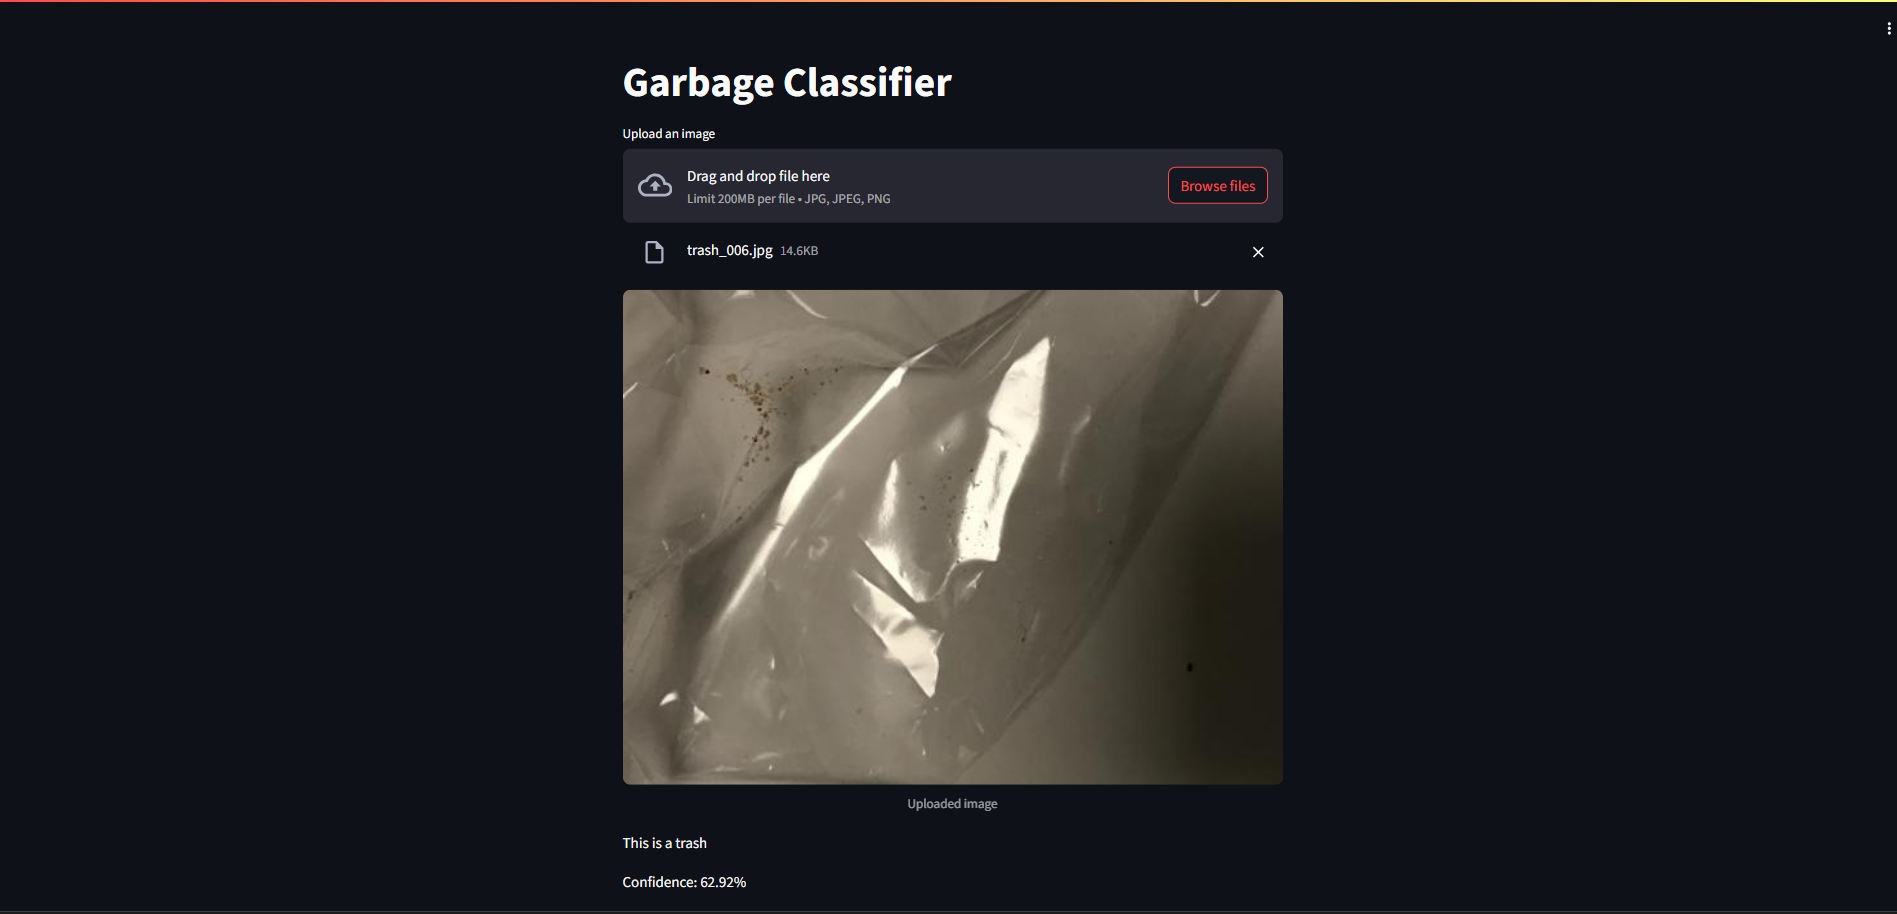 Garbage Classifier
Upload an image
Drag and drop file here
Limit 200MB per file • JPG, JPEG, PNG
Browse files
trash_006.jpg 14.6KB
Uploaded image
This is a trash
Confidence: 62.92%